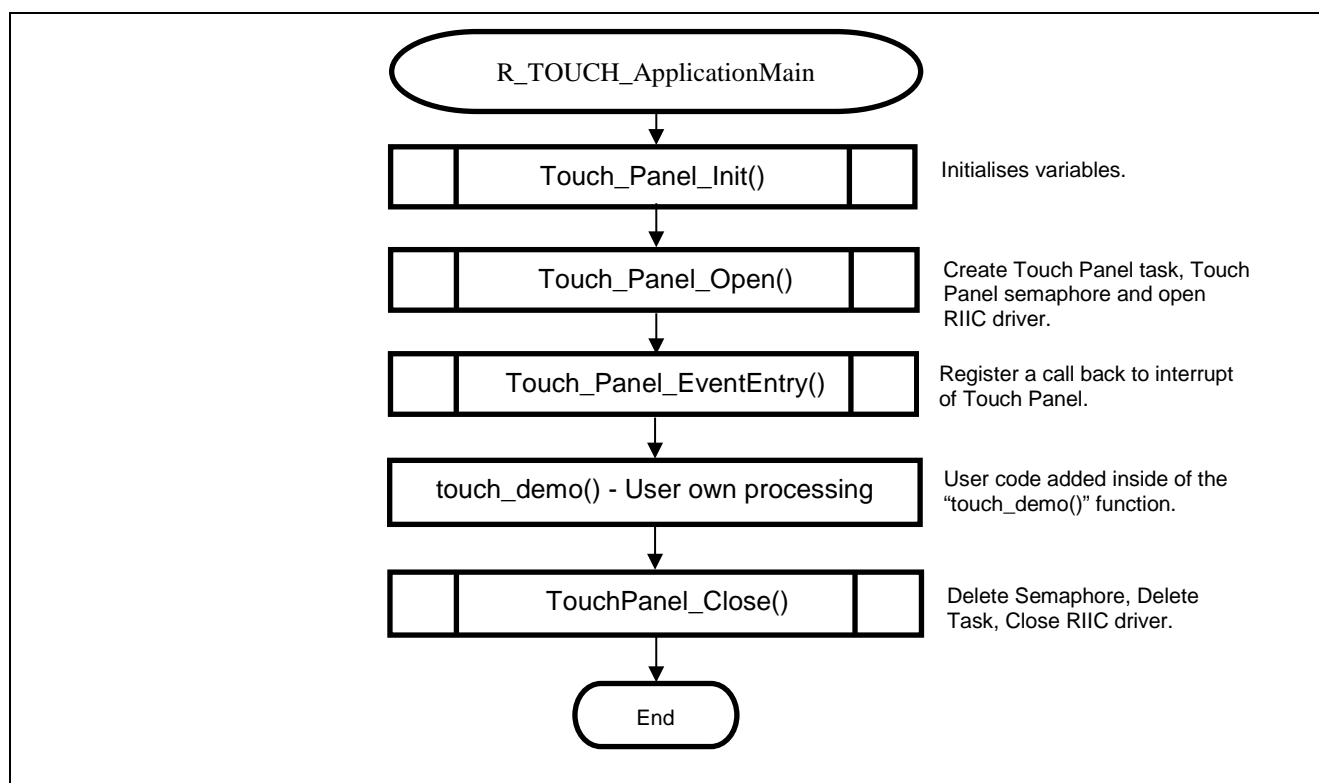 R_TOUCH_ApplicationMain
Touch_Panel_Init()
Initialises variables.
Touch_Panel_Open()
Create Touch Panel task, Touch
Panel semaphore and open
RIIC driver.
Touch_Panel_EventEntry()
Register a call back to interrupt
of Touch Panel.
touch_demo() - User own processing
User code added inside of the
“touch_demo()” function.
TouchPanel_Close()
Delete Semaphore, Delete
Task, Close RIIC driver.
End